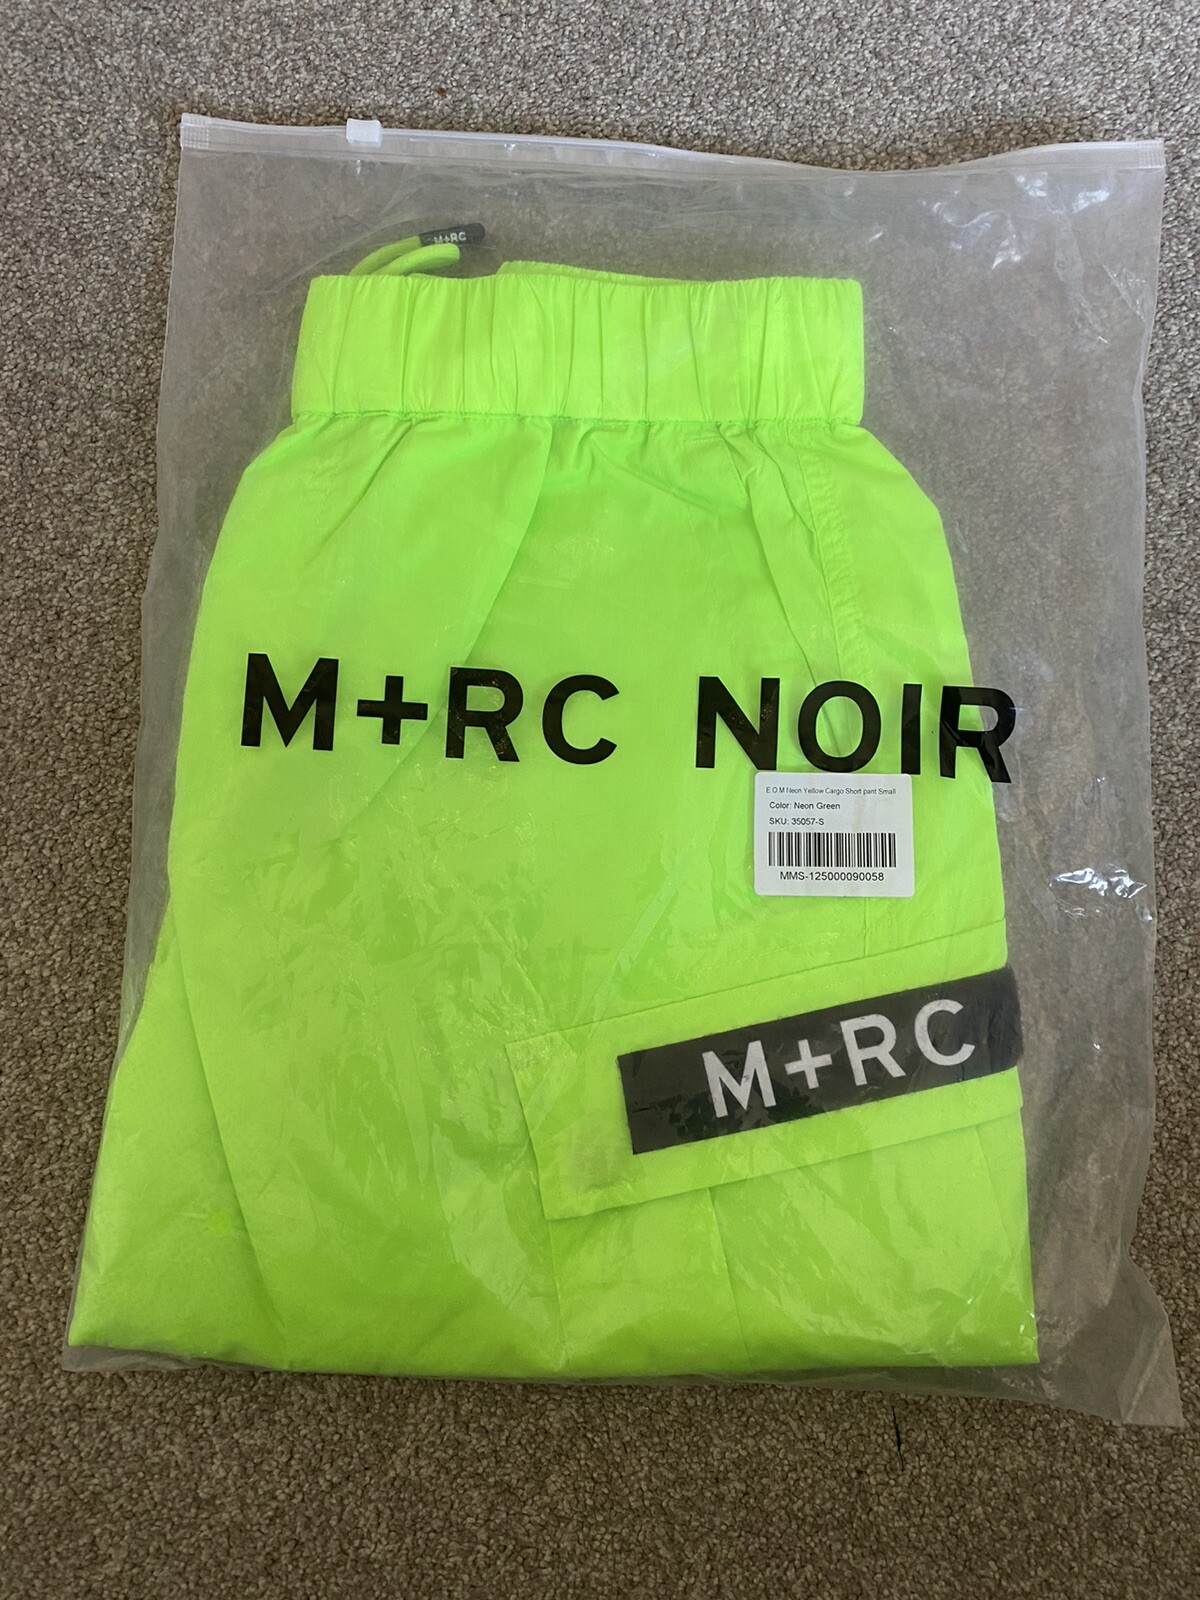 M+RC
M+RC NOIR
E.O.M Neon Yellow Cargo Short pant Small
Color: Neon Green
SKU: 35057-S
MMS-125000090058
M+RC